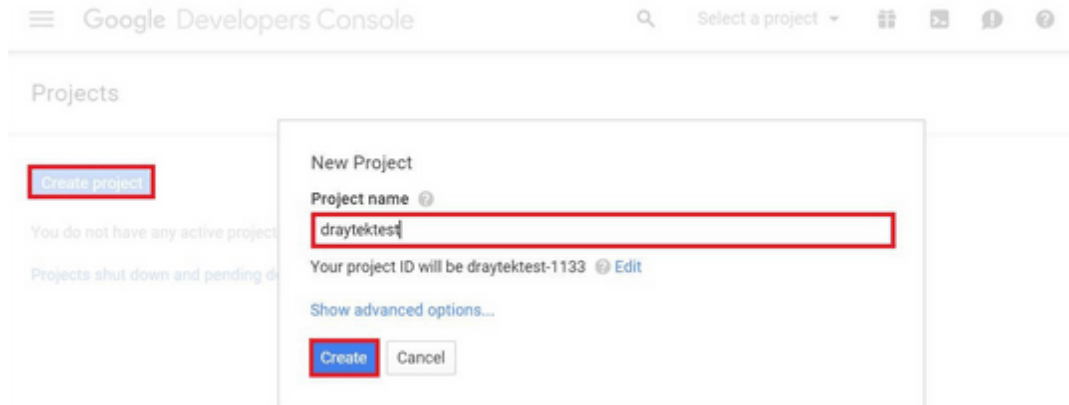 Google Developers Console
Select a project
Projects
Create project
You do not have any active project
Projects shut down and pending de
New Project
Project name
draytektest
Your project ID will be draytektest-1133 Edit
Show advanced options...
Create Cancel